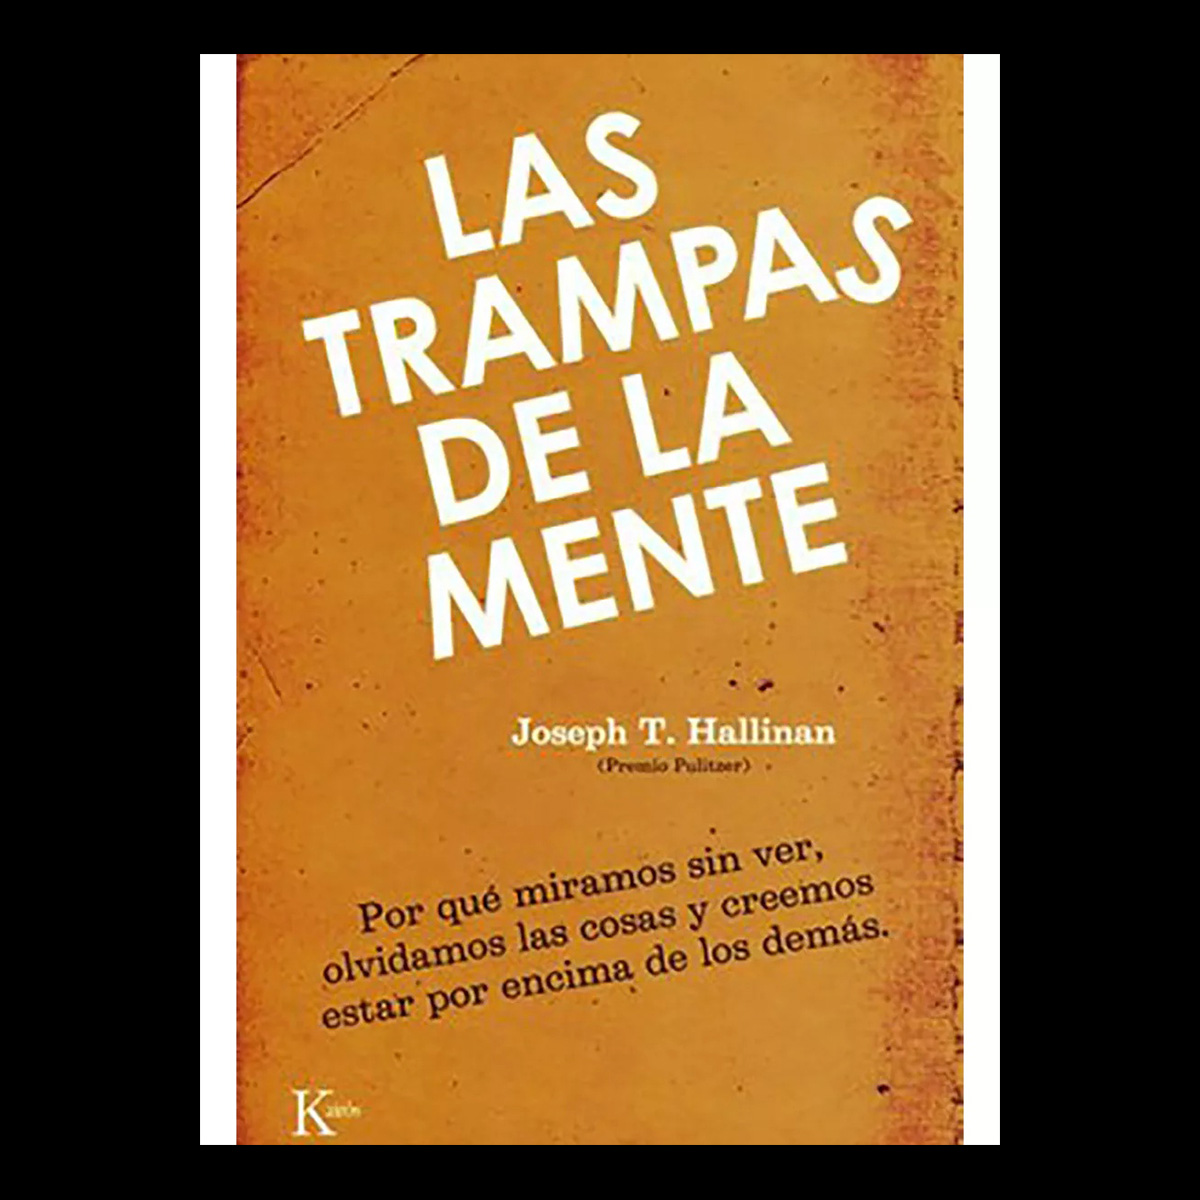 LAS
TRAMPAS
DE LA
MENTE
Joseph T. Hallinan
(Premio Pulitzer)
Por qué miramos sin ver,
olvidamos las cosas y creemos
estar por encima de los demás.
Kairós